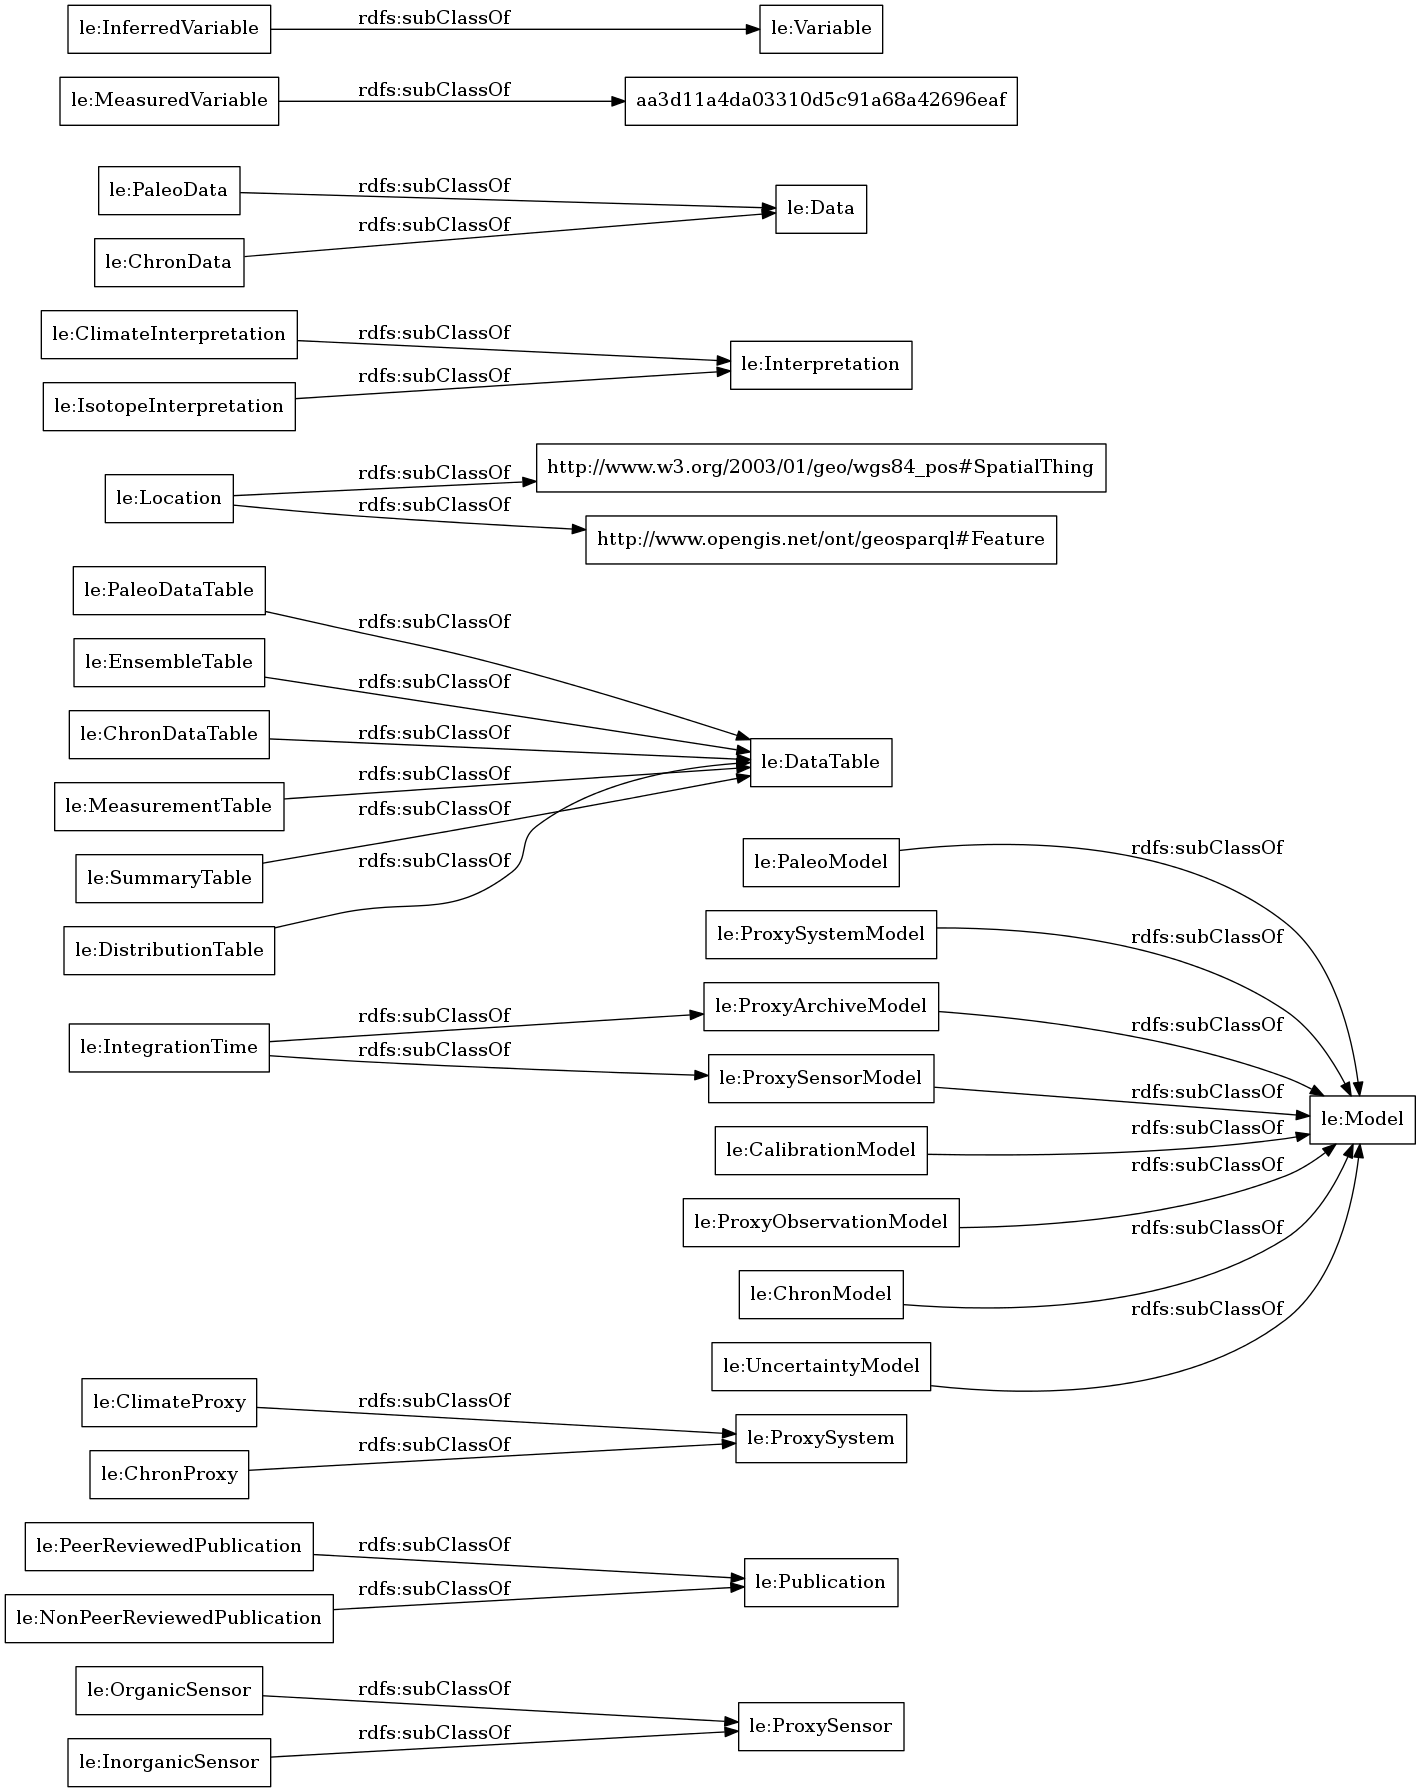 le:InferredVariable
rdfs:subClassOf
le:Variable
le:MeasuredVariable
rdfs:subClassOf
aa3d11a4da03310d5c91a68a42696eaf
le:PaleoData
rdfs:subClassOf
le:Data
rdfs:subClassOf
le:ChronData
le:ClimateInterpretation
rdfs:subClassOf
le:Interpretation
rdfs:subClassOf
le:IsotopeInterpretation
le:Location
rdfs:subClassOf
http://www.w3.org/2003/01/geo/wgs84_pos#SpatialThing
rdfs:subClassOf
http://www.opengis.net/ont/geosparql#Feature
le:PaleoDataTable
rdfs:subClassOf
le:EnsembleTable
rdfs:subClassOf
le:ChronDataTable
rdfs:subClassOf
le:DataTable
le:MeasurementTable
rdfs:subClassOf
le:SummaryTable
rdfs:subClassOf
le:DistributionTable
rdfs:subClassOf
le:PaleoModel
rdfs:subClassOf
le:ProxySystemModel
rdfs:subClassOf
le:IntegrationTime
rdfs:subClassOf
le:ProxyArchiveModel
rdfs:subClassOf
rdfs:subClassOf
le:ProxySensorModel
rdfs:subClassOf
le:Model
le:CalibrationModel
rdfs:subClassOf
le:ProxyObservationModel
rdfs:subClassOf
le:ChronModel
rdfs:subClassOf
le:UncertaintyModel
rdfs:subClassOf
le:ClimateProxy
rdfs:subClassOf
le:ProxySystem
le:ChronProxy
rdfs:subClassOf
le:PeerReviewedPublication
rdfs:subClassOf
le:Publication
le:NonPeerReviewedPublication
rdfs:subClassOf
le:OrganicSensor
rdfs:subClassOf
le:ProxySensor
le:InorganicSensor
rdfs:subClassOf